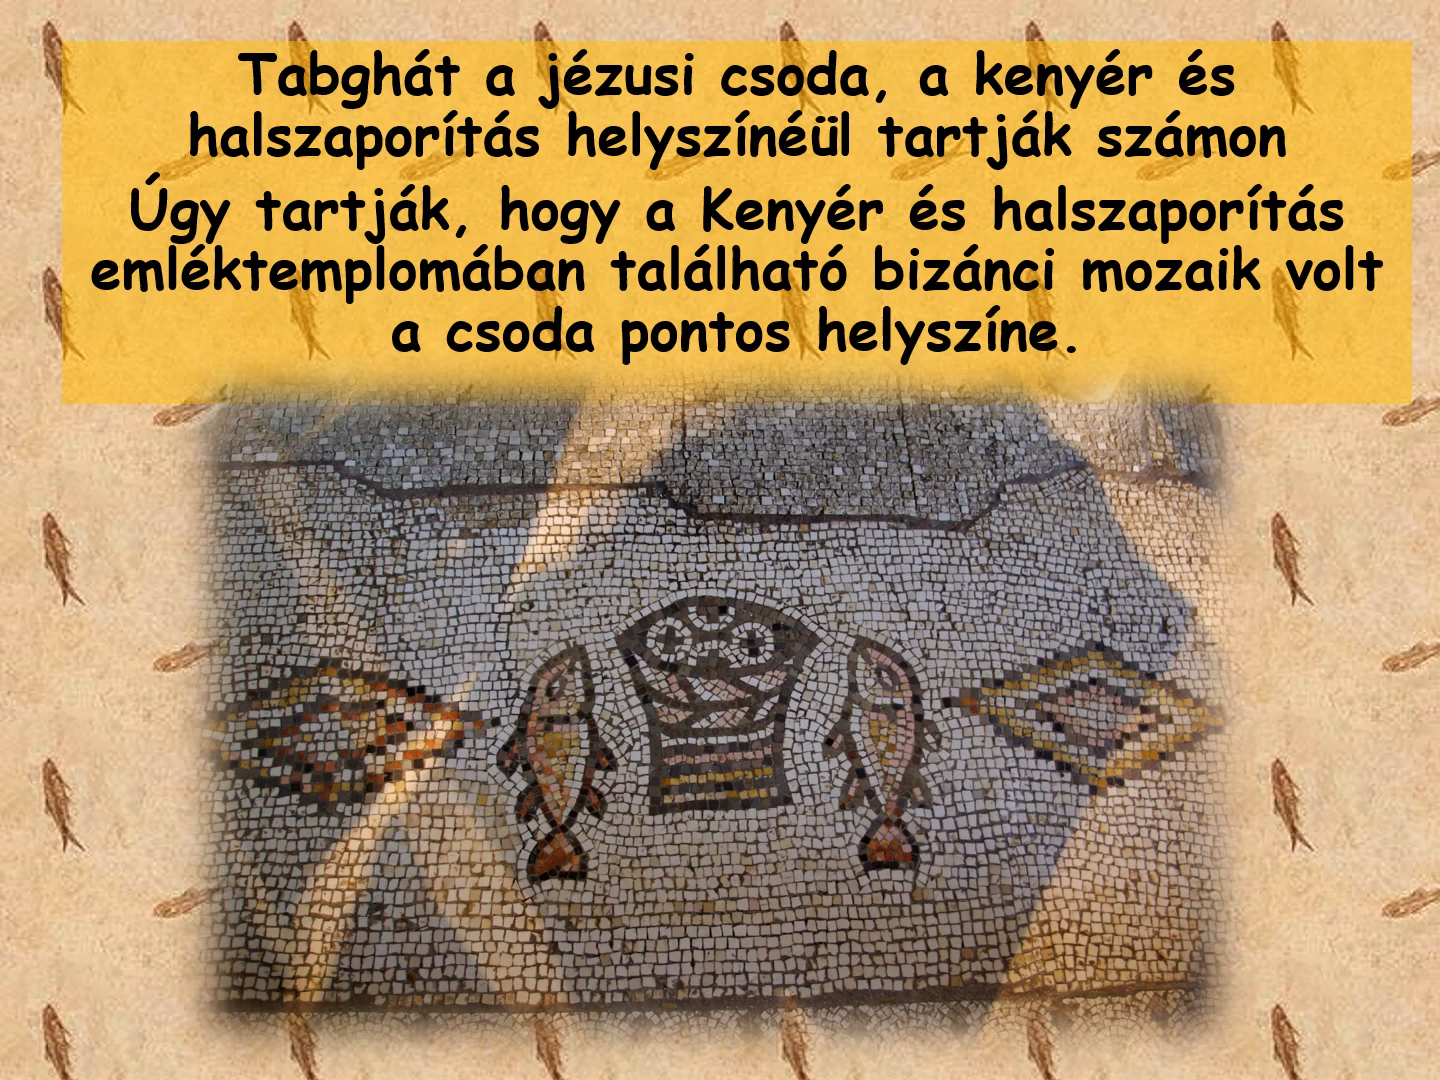 Tabghát a jézusi csoda, a kenyér és
halszaporítás helyszínéül tartják számon
Úgy tartják, hogy a Kenyér és halszaporítás
emléktemplomában található bizánci mozaik volt
a csoda pontos helyszíne.